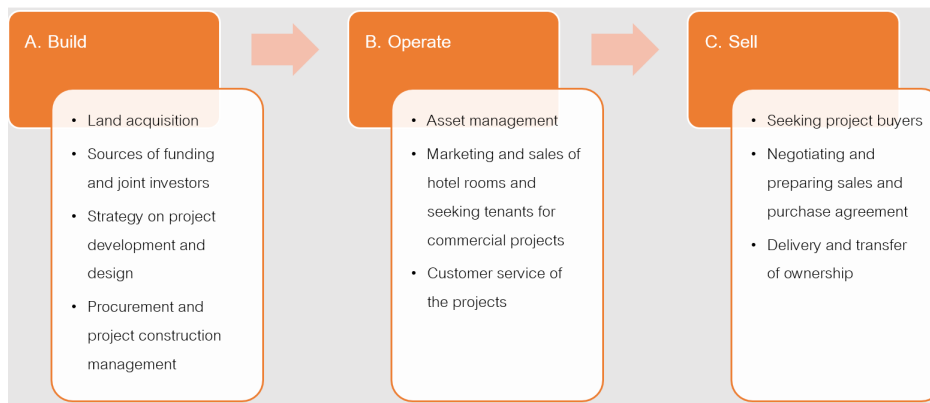 A. Build
• Land acquisition
• Sources of funding
and joint investors
• Strategy on project
development and
design
• Procurement and
project construction
management
B. Operate
• Asset management
• Marketing and sales of
hotel rooms and
seeking tenants for
commercial projects
• Customer service of
the projects
C. Sell
• Seeking project buyers
• Negotiating and
preparing sales and
purchase agreement
• Delivery and transfer
of ownership